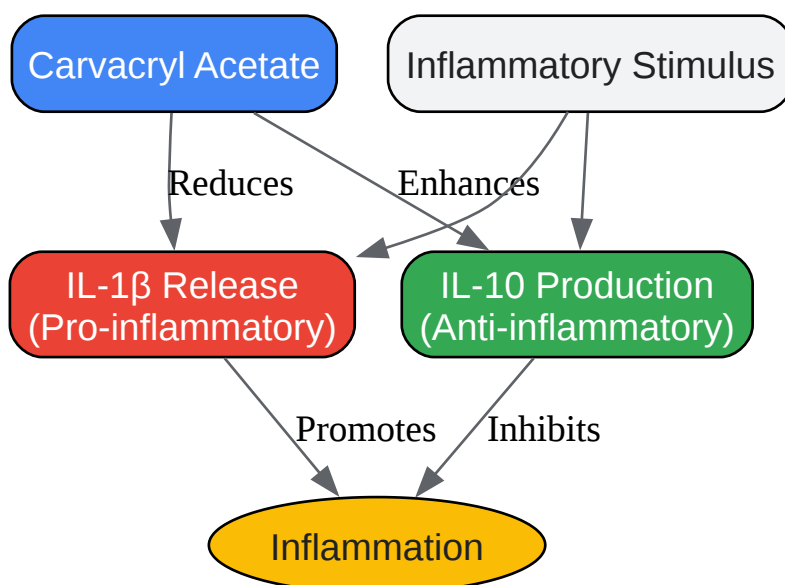 Carvacryl Acetate
Inflammatory Stimulus
Reduces
Enhances
IL-1β Release
(Pro-inflammatory)
IL-10 Production
(Anti-inflammatory)
Promotes
Inhibits
Inflammation